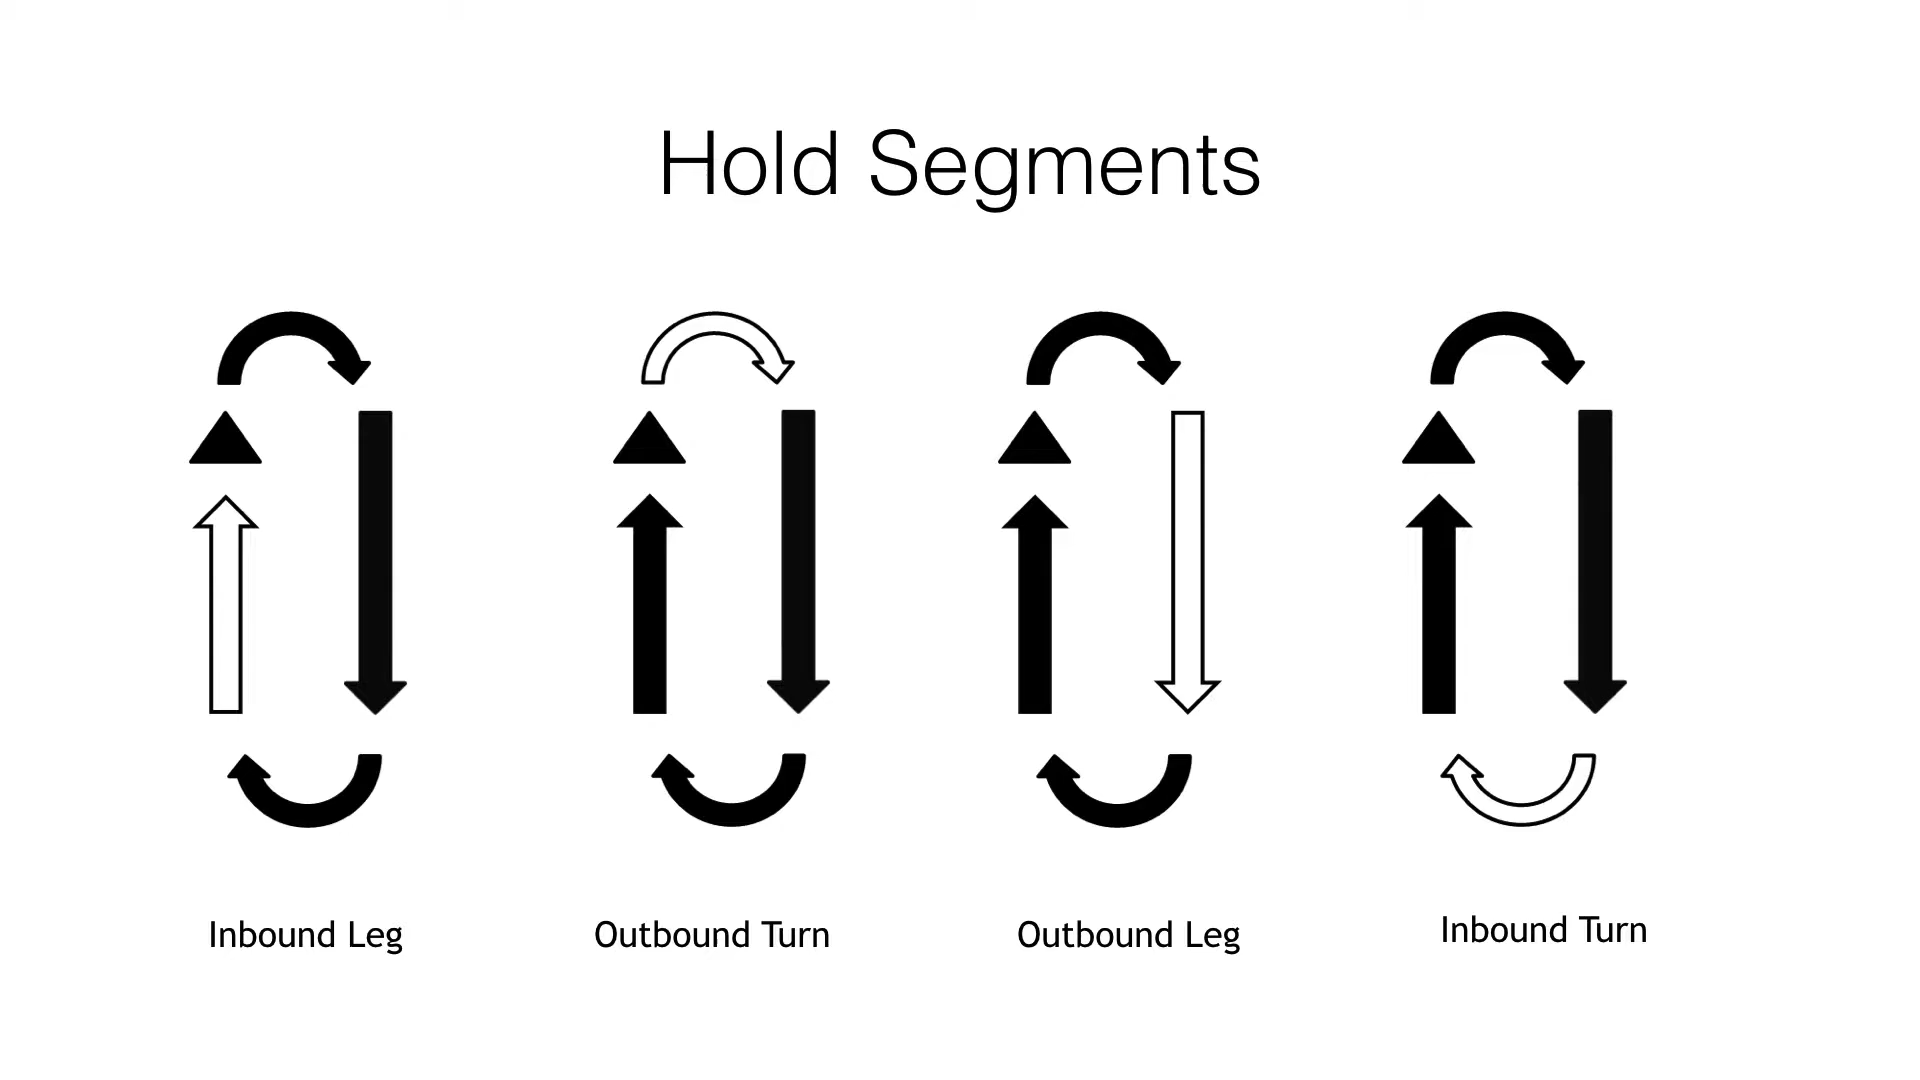 Hold Segments
Inbound Leg
Outbound Turn
Outbound Leg
Inbound Turn